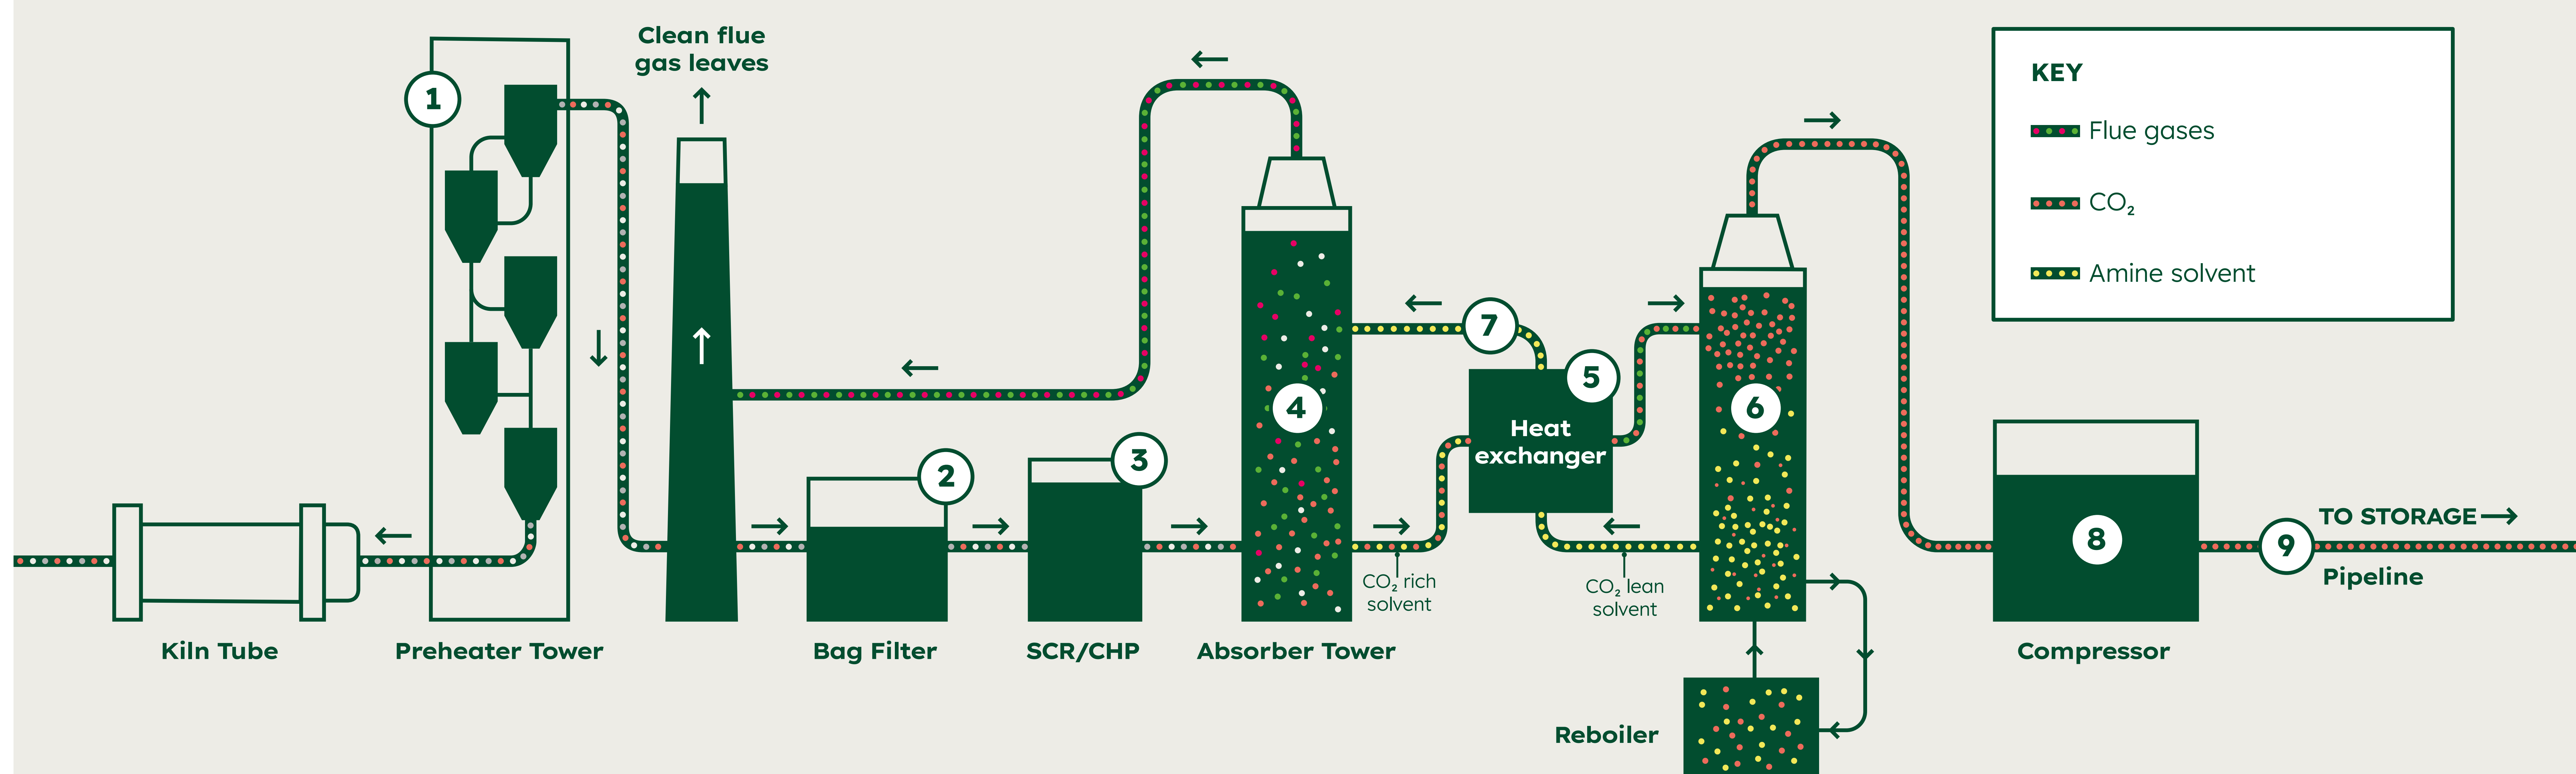 Clean flue
gas leaves
KEY
Flue gases
CO₂
Amine solvent
1
2
3
4
5
6
7
8
9
Heat
exchanger
TO STORAGE
Pipeline
CO₂ rich
solvent
CO₂ lean
solvent
Kiln Tube
Preheater Tower
Bag Filter
SCR/CHP
Absorber Tower
Compressor
Reboiler